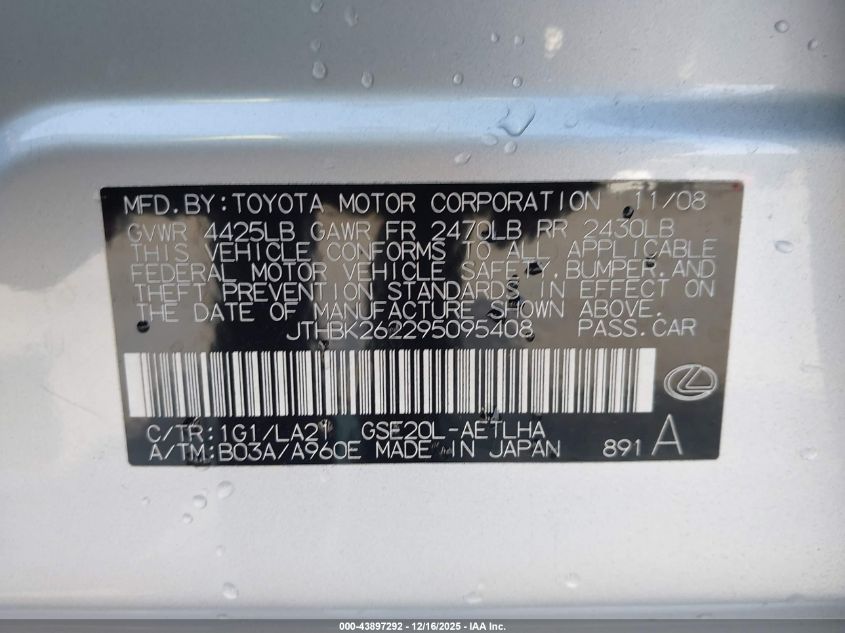 MFD.BY:TOYOTA MOTOR CORPORATION 11/08
GVWR 4425LB GAWR FR 2470LB RR 2430LB
THIS VEHICLE CONFORMS TO ALL APPLICABLE
FEDERAL MOTOR VEHICLE SAFETY,BUMPER,AND
THEFT PREVENTION STANDARDS IN EFFECT ON
THE DATE OF MANUFACTURE SHOWN ABOVE.
JTHBK262295095408 PASS.CAR
C/TR:1G1/LA21 GSE20L-AETLHA
A/TM:B03A/A960E MADE IN JAPAN 891 A
000-43897292 - 12/16/2025 - IAA Inc.